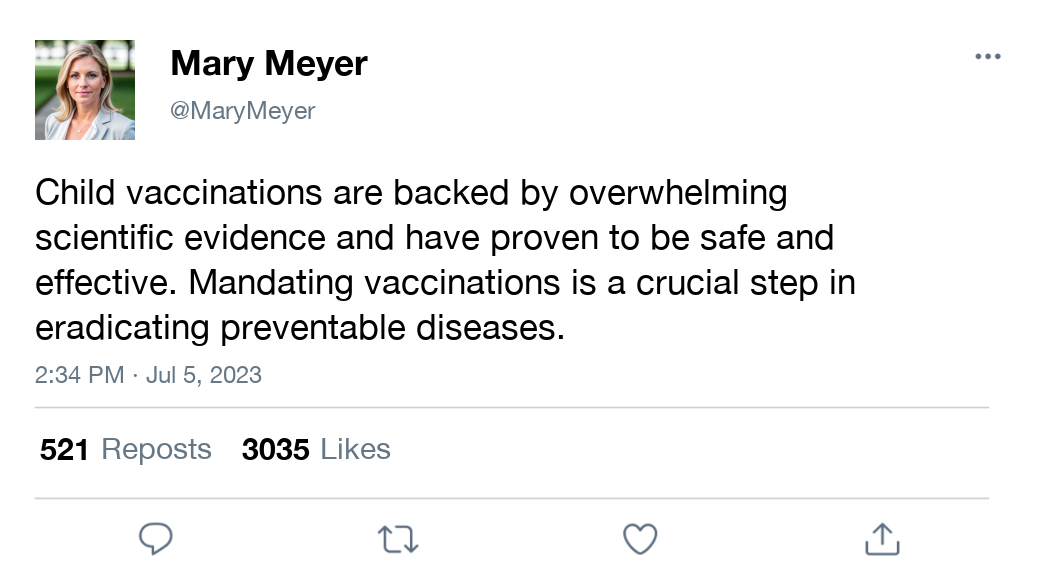 Mary Meyer
@MaryMeyer
Child vaccinations are backed by overwhelming
scientific evidence and have proven to be safe and
effective. Mandating vaccinations is a crucial step in
eradicating preventable diseases.
2:34 PM · Jul 5, 2023
521 Reposts 3035 Likes